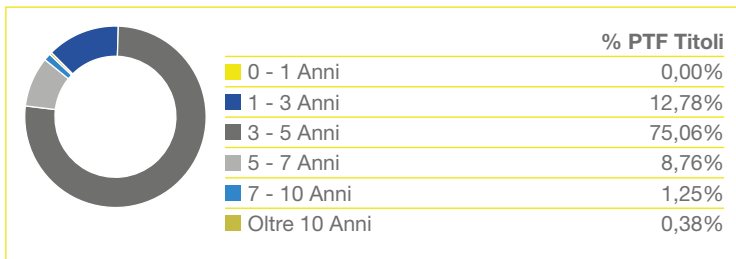 % PTF Titoli
0 - 1 Anni 0,00%
1 - 3 Anni 12,78%
3 - 5 Anni 75,06%
5 - 7 Anni 8,76%
7 - 10 Anni 1,25%
Oltre 10 Anni 0,38%